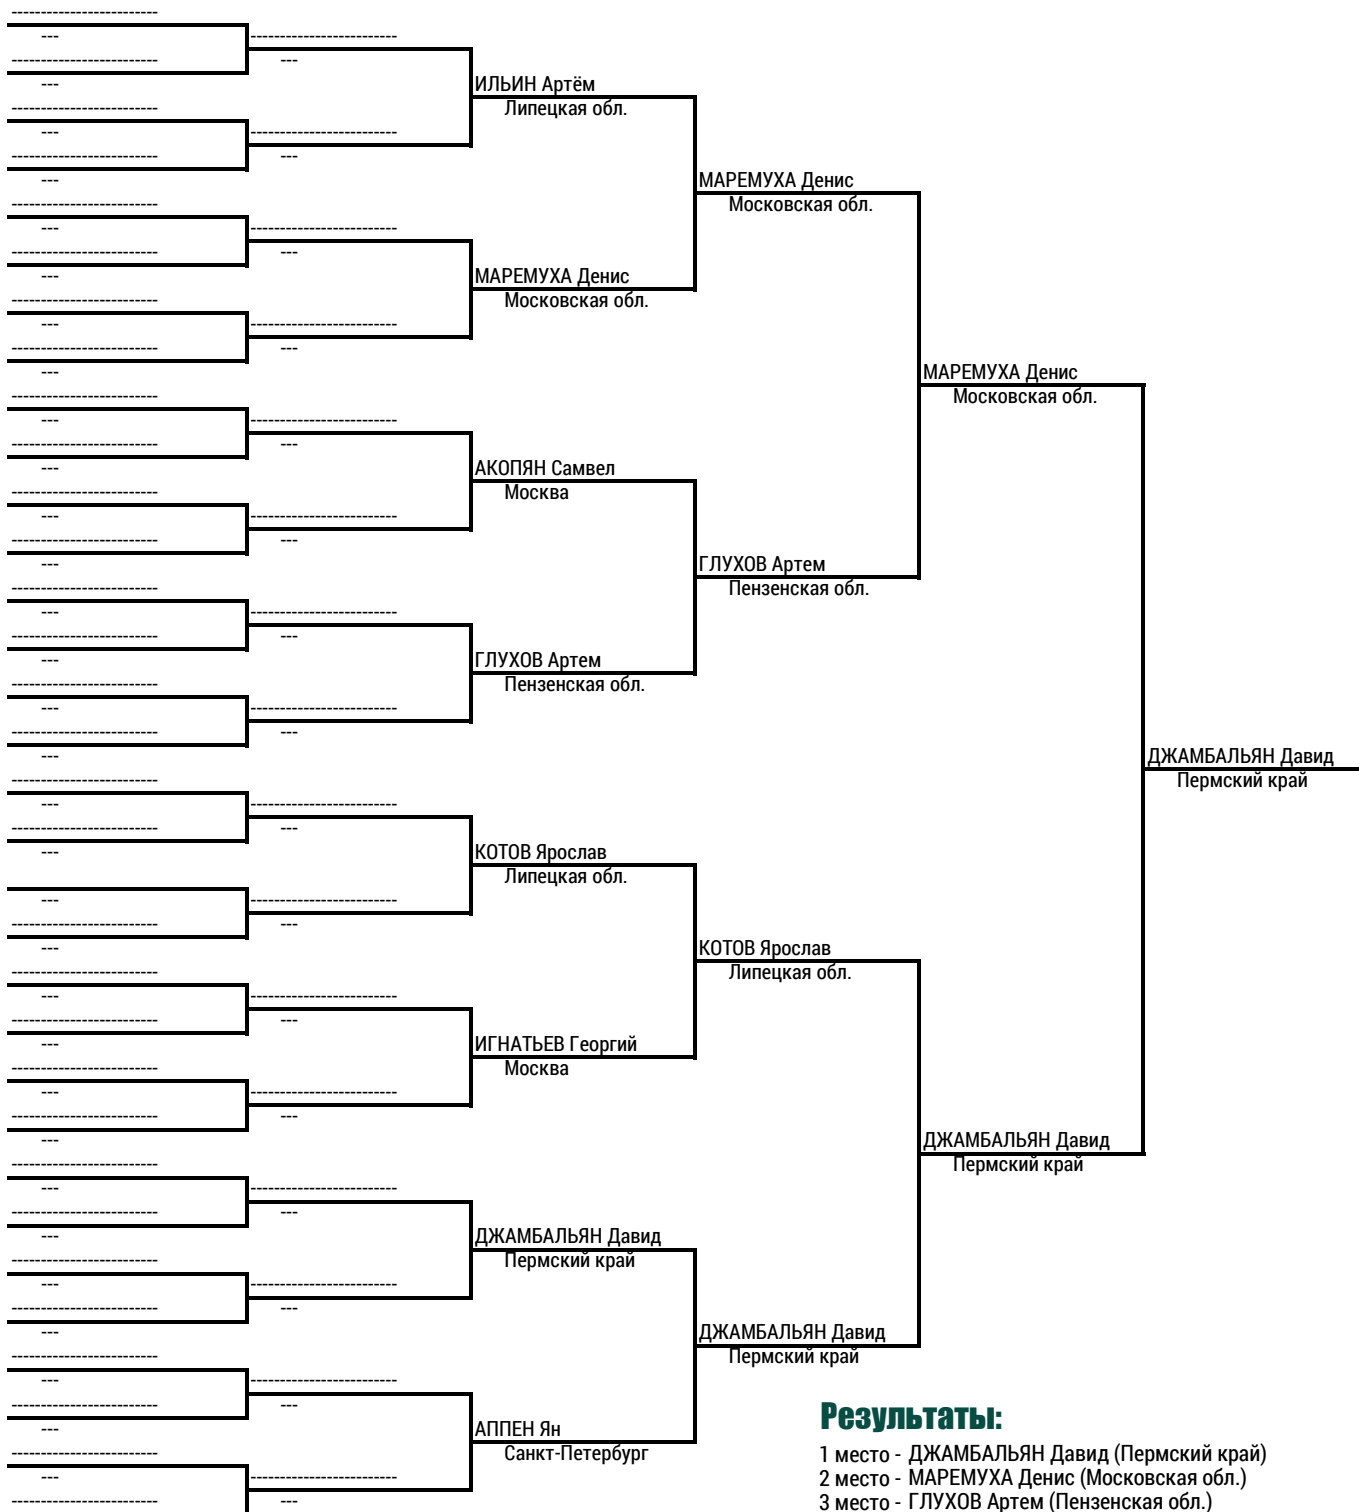 ИЛЬИН Артём
Липецкая обл.
МАРЕМУХА Денис
Московская обл.
МАРЕМУХА Денис
Московская обл.
МАРЕМУХА Денис
Московская обл.
АКОПЯН Самвел
Москва
ГЛУХОВ Артем
Пензенская обл.
ГЛУХОВ Артем
Пензенская обл.
ДЖАМБАЛЬЯН Давид
Пермский край
КОТОВ Ярослав
Липецкая обл.
КОТОВ Ярослав
Липецкая обл.
ИГНАТЬЕВ Георгий
Москва
ДЖАМБАЛЬЯН Давид
Пермский край
ДЖАМБАЛЬЯН Давид
Пермский край
ДЖАМБАЛЬЯН Давид
Пермский край
АППЕН Ян
Санкт-Петербург
Результаты:
1 место - ДЖАМБАЛЬЯН Давид (Пермский край)
2 место - МАРЕМУХА Денис (Московская обл.)
3 место - ГЛУХОВ Артем (Пензенская обл.)